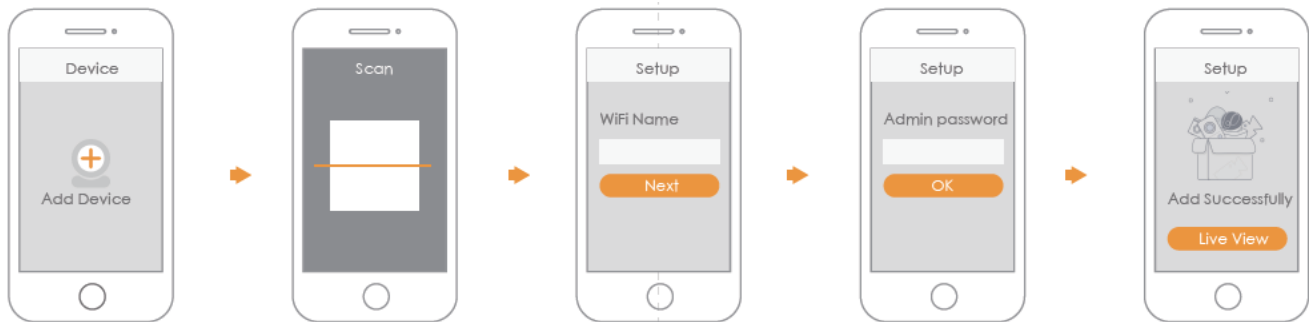 Device
Add Device
Scan
Setup
WiFi Name
Next
Setup
Admin password
OK
Setup
Add Successfully
Live View